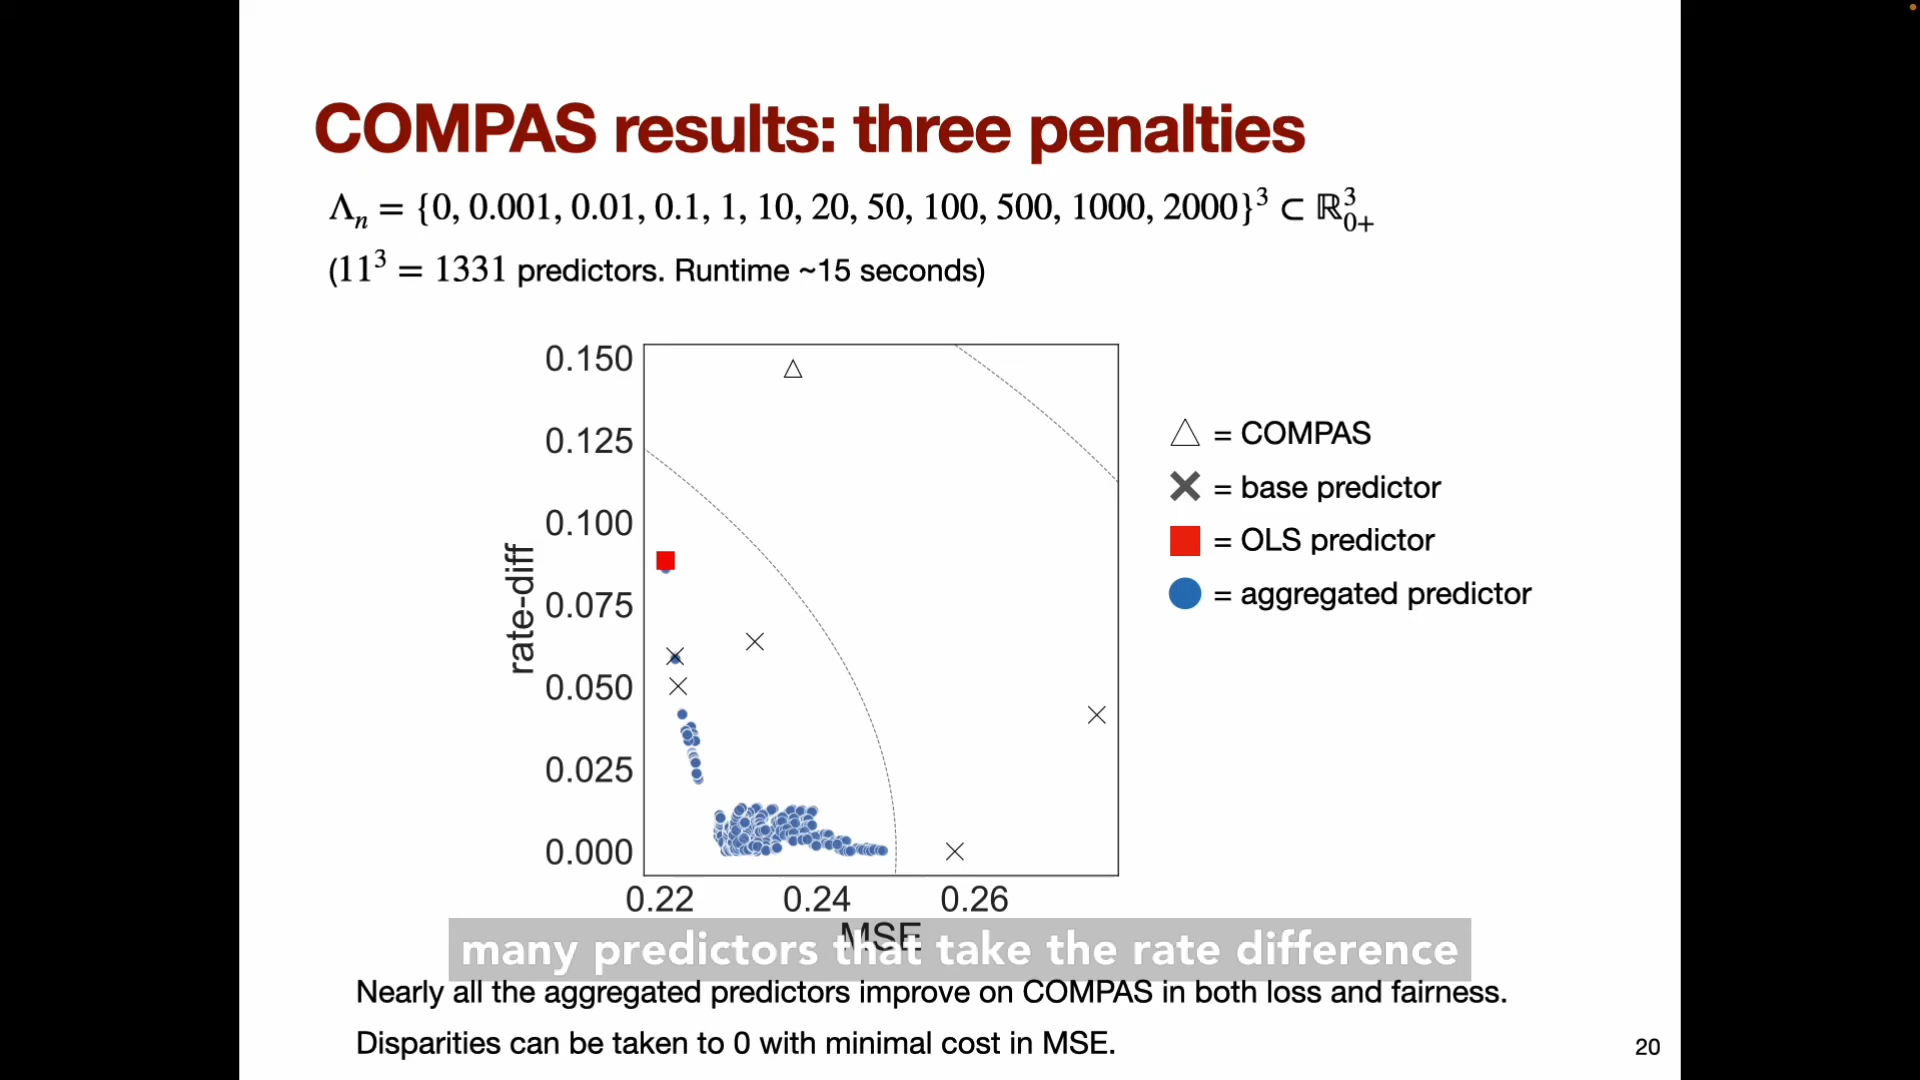 COMPAS results: three penalties
Λₙ = {0, 0.001, 0.01, 0.1, 1, 10, 20, 50, 100, 500, 1000, 2000}³ ⊂ ℝ³₀₊
(11³ = 1331 predictors. Runtime ~15 seconds)
0.150
0.125
0.100
0.075
0.050
0.025
0.000
rate-diff
0.22 0.24 0.26
MSE
△ = COMPAS
✕ = base predictor
= OLS predictor
= aggregated predictor
many predictors that take the rate difference
Nearly all the aggregated predictors improve on COMPAS in both loss and fairness.
Disparities can be taken to 0 with minimal cost in MSE.
20